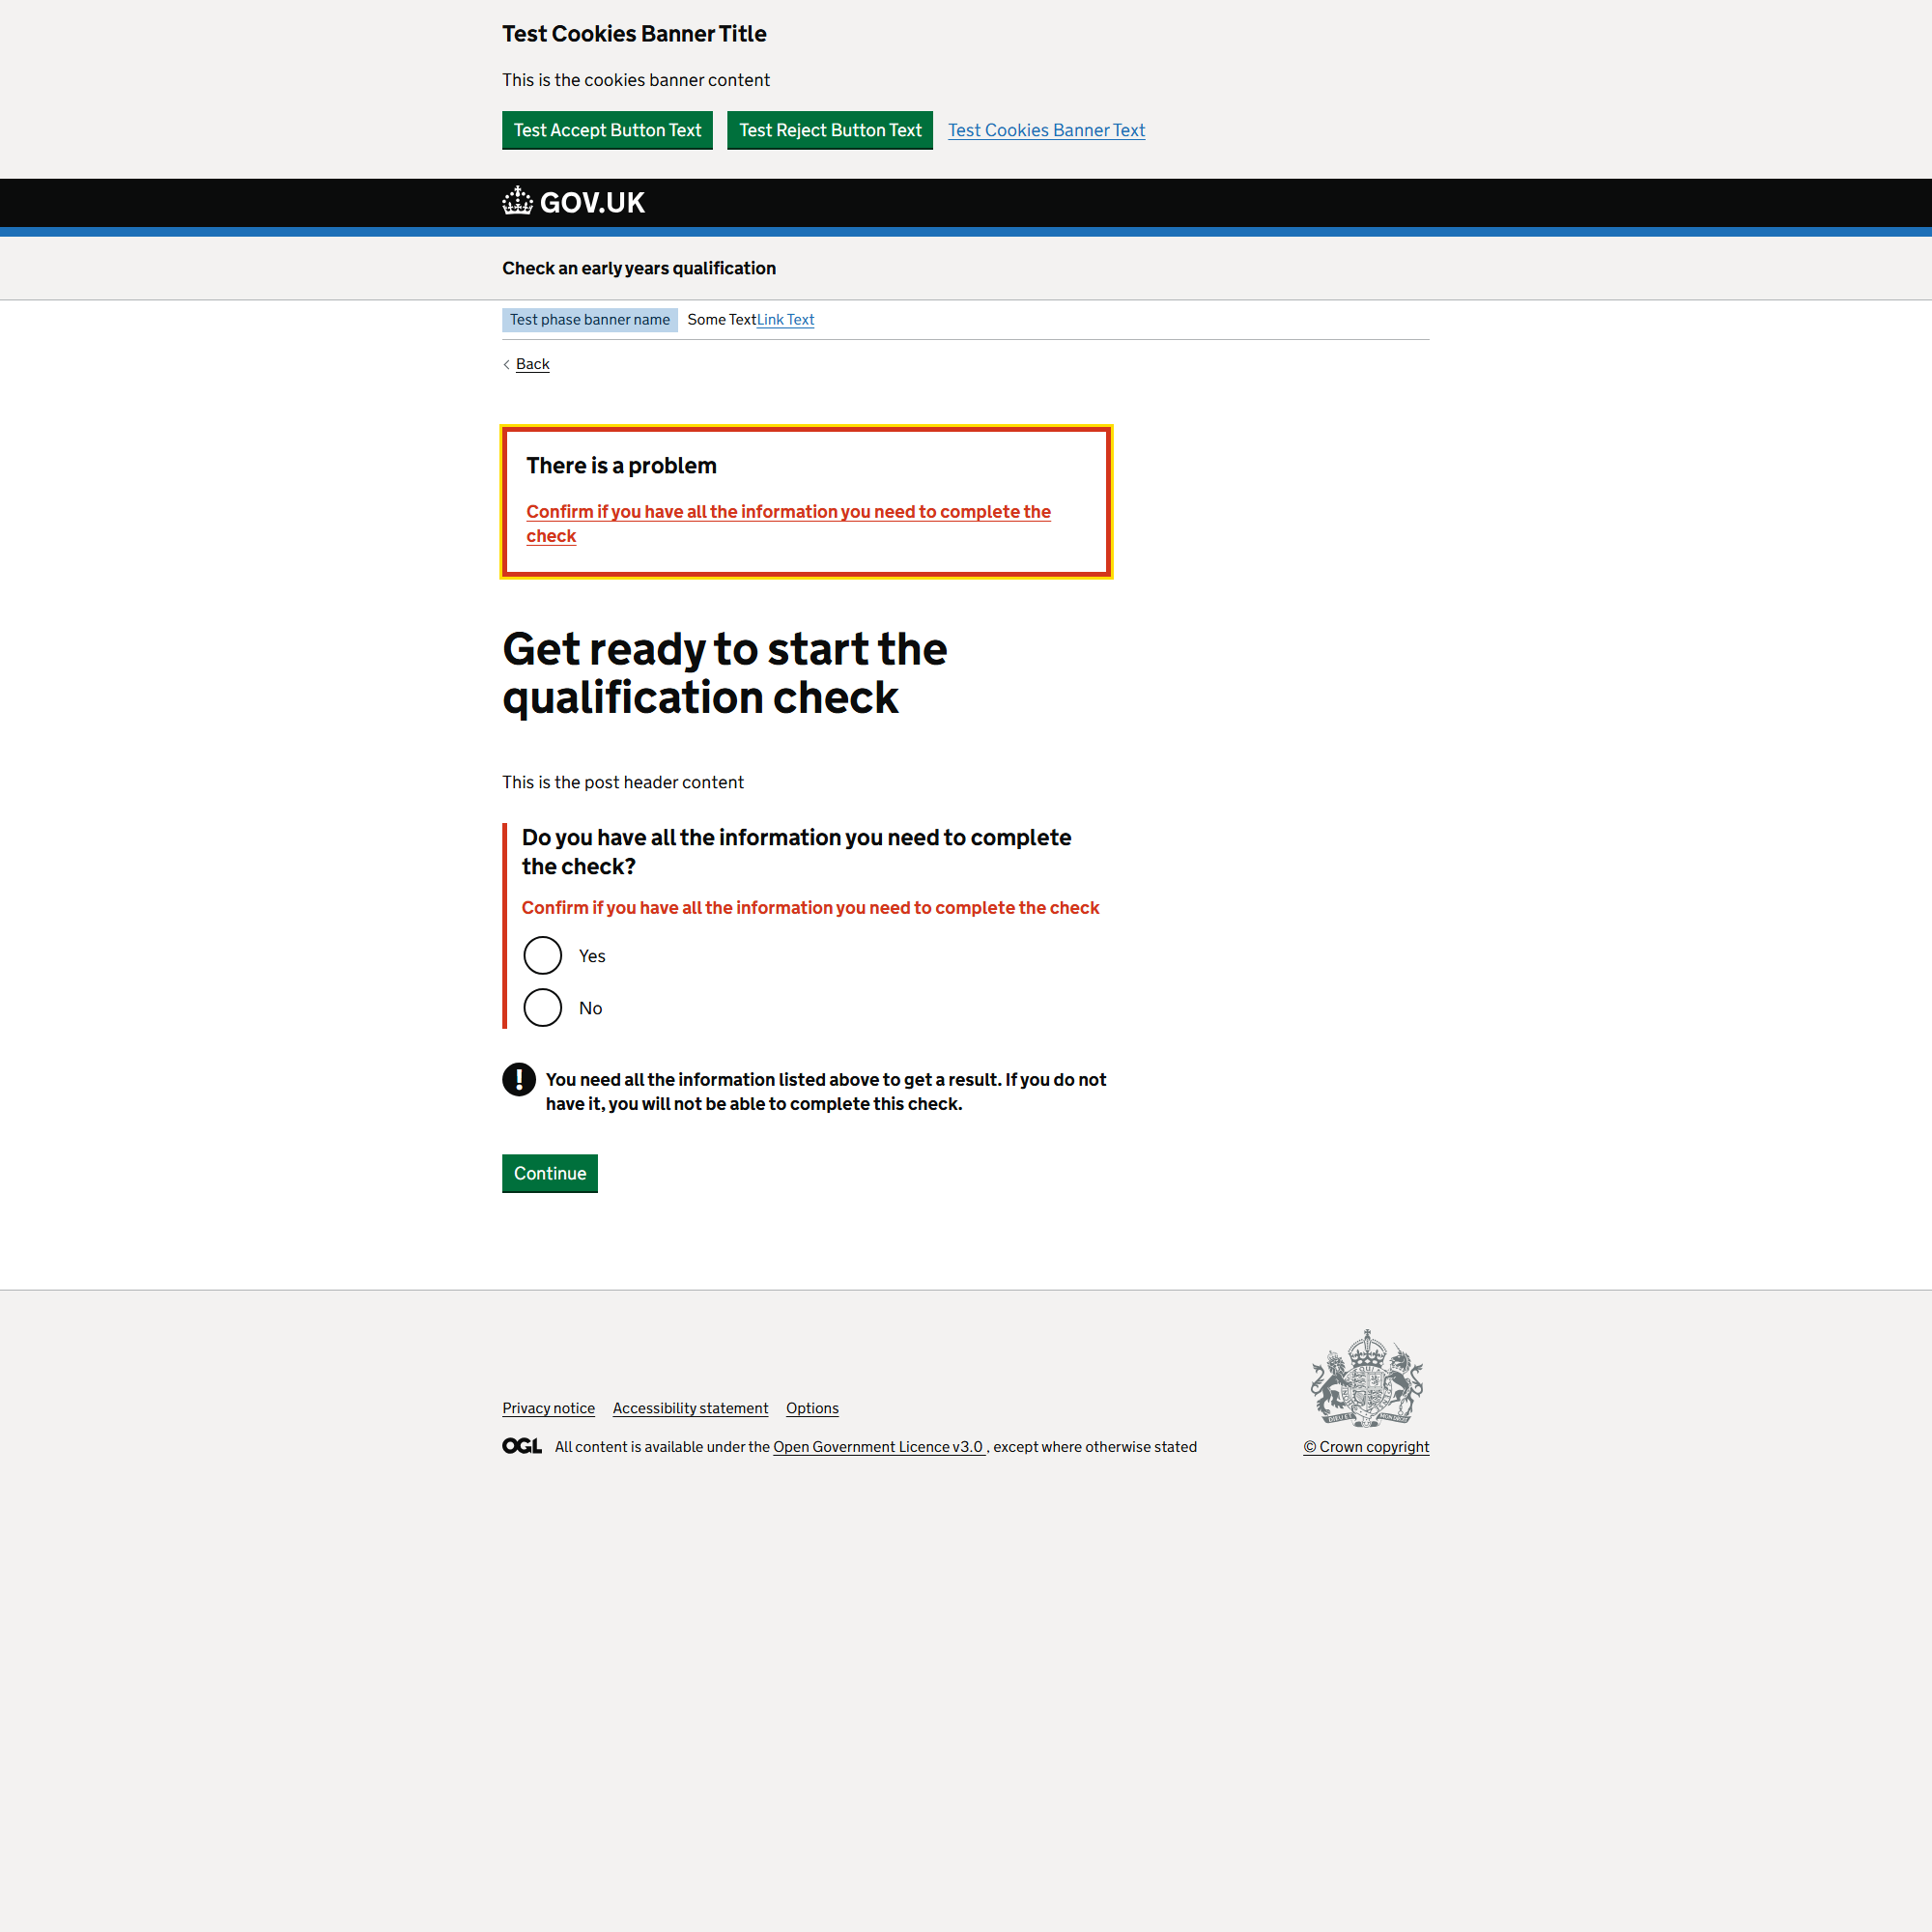 Test Cookies Banner Title
This is the cookies banner content
Test Accept Button Text Test Reject Button Text Test Cookies Banner Text
GOV.UK
Check an early years qualification
Test phase banner name Some TextLink Text
Back
There is a problem
Confirm if you have all the information you need to complete the
check
Get ready to start the
qualification check
This is the post header content
Do you have all the information you need to complete
the check?
Confirm if you have all the information you need to complete the check
Yes
No
! You need all the information listed above to get a result. If you do not
have it, you will not be able to complete this check.
Continue
Privacy notice Accessibility statement Options
OGL All content is available under the Open Government Licence v3.0 , except where otherwise stated
© Crown copyright